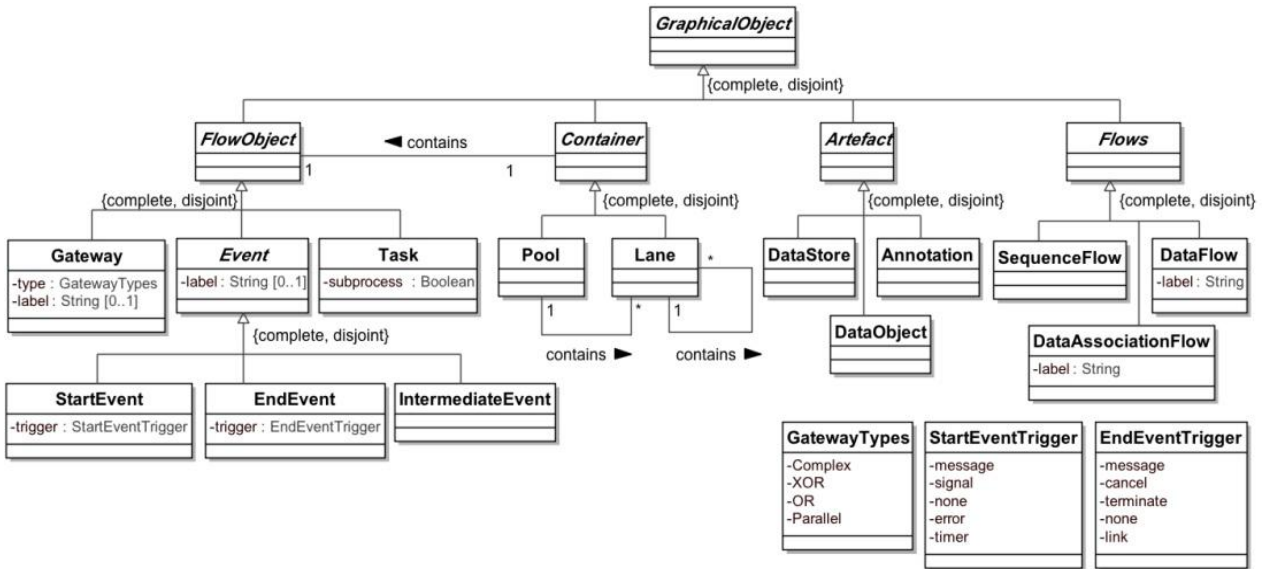 GraphicalObject
{complete, disjoint}
FlowObject
◄ contains
Container
Artefact
Flows
1
1
{complete, disjoint}
{complete, disjoint}
{complete, disjoint}
{complete, disjoint}
Gateway
-type : GatewayTypes
-label : String [0..1]
Event
-label : String [0..1]
Task
-subprocess : Boolean
Pool
Lane
*
1
*
1
contains ►
contains ►
DataStore
Annotation
DataObject
SequenceFlow
DataFlow
-label : String
DataAssociationFlow
-label : String
{complete, disjoint}
StartEvent
-trigger : StartEventTrigger
EndEvent
-trigger : EndEventTrigger
IntermediateEvent
GatewayTypes
-Complex
-XOR
-OR
-Parallel
StartEventTrigger
-message
-signal
-none
-error
-timer
EndEventTrigger
-message
-cancel
-terminate
-none
-link